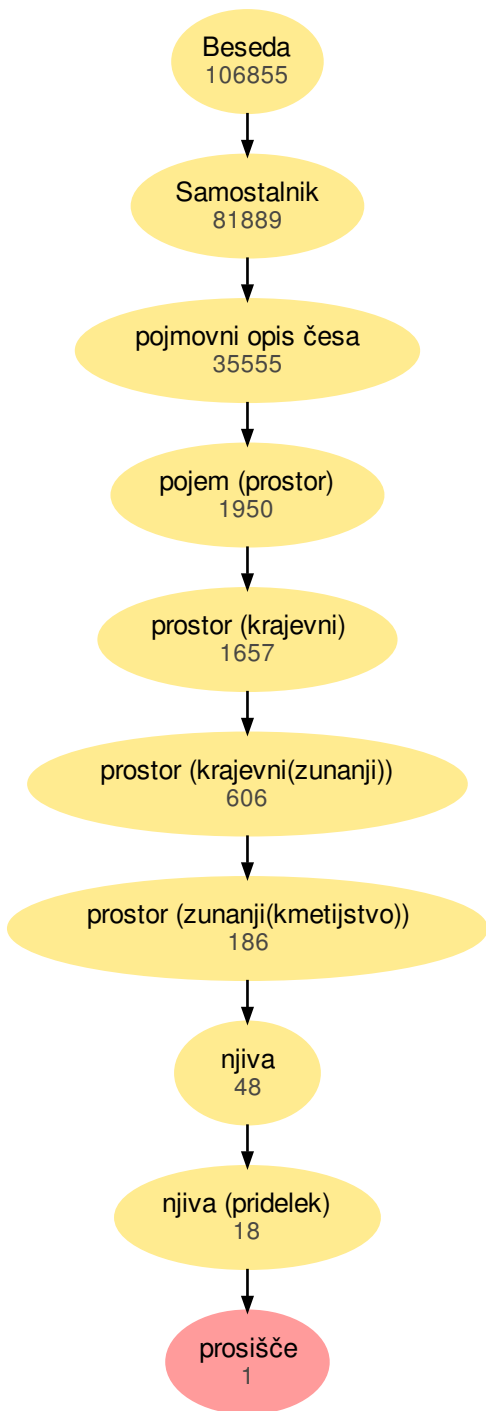 Beseda
106855
Samostalnik
81889
pojmovni opis česa
35555
pojem (prostor)
1950
prostor (krajevni)
1657
prostor (krajevni(zunanji))
606
prostor (zunanji(kmetijstvo))
186
njiva
48
njiva (pridelek)
18
prosišče
1